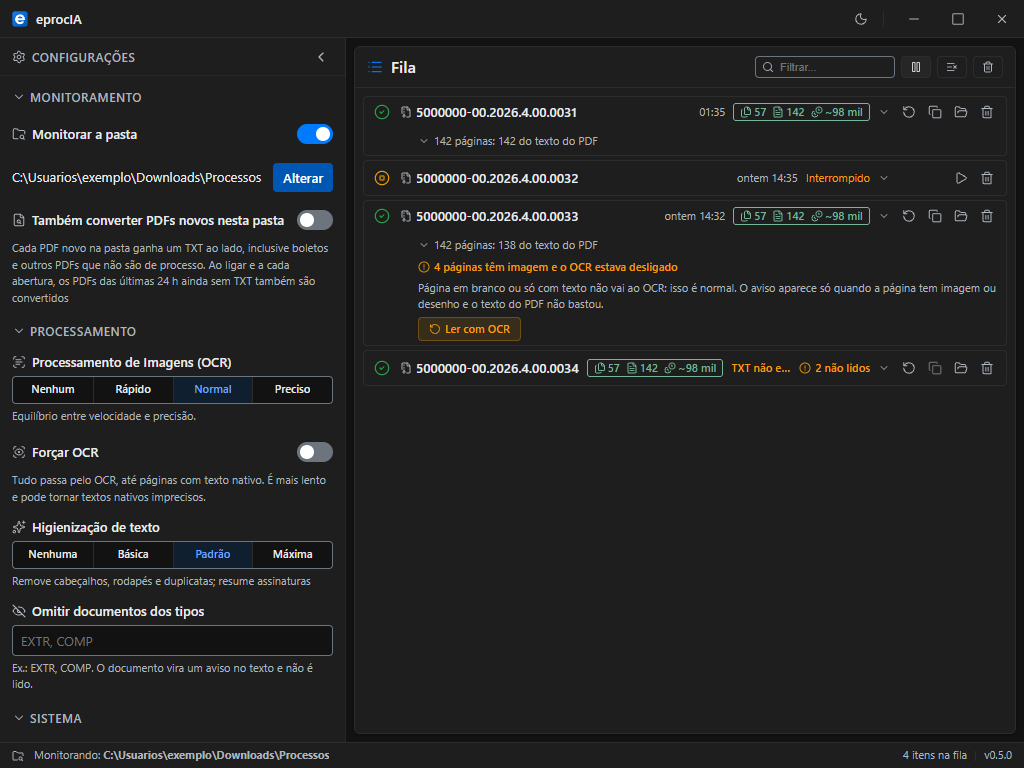 eprocIA
CONFIGURAÇÕES
MONITORAMENTO
Monitorar a pasta
C:\Usuarios\exemplo\Downloads\Processos
Alterar
Também converter PDFs novos nesta pasta
Cada PDF novo na pasta ganha um TXT ao lado, inclusive boletos
e outros PDFs que não são de processo. Ao ligar e a cada
abertura, os PDFs das últimas 24 h ainda sem TXT também são
convertidos
PROCESSAMENTO
Processamento de Imagens (OCR)
Nenhum Rápido Normal Preciso
Equilíbrio entre velocidade e precisão.
Forçar OCR
Tudo passa pelo OCR, até páginas com texto nativo. É mais lento
e pode tornar textos nativos imprecisos.
Higienização de texto
Nenhuma Básica Padrão Máxima
Remove cabeçalhos, rodapés e duplicatas; resume assinaturas
Omitir documentos dos tipos
EXTR, COMP
Ex.: EXTR, COMP. O documento vira um aviso no texto e não é
lido.
SISTEMA
Fila
Filtrar...
5000000-00.2026.4.00.0031 01:35 57 142 ~98 mil
142 páginas: 142 do texto do PDF
5000000-00.2026.4.00.0032 ontem 14:35 Interrompido
5000000-00.2026.4.00.0033 ontem 14:32 57 142 ~98 mil
142 páginas: 138 do texto do PDF
4 páginas têm imagem e o OCR estava desligado
Página em branco ou só com texto não vai ao OCR: isso é normal. O aviso aparece só quando a página tem imagem ou
desenho e o texto do PDF não bastou.
Ler com OCR
5000000-00.2026.4.00.0034 57 142 ~98 mil TXT não e... 2 não lidos
Monitorando: C:\Usuarios\exemplo\Downloads\Processos
4 itens na fila v0.5.0